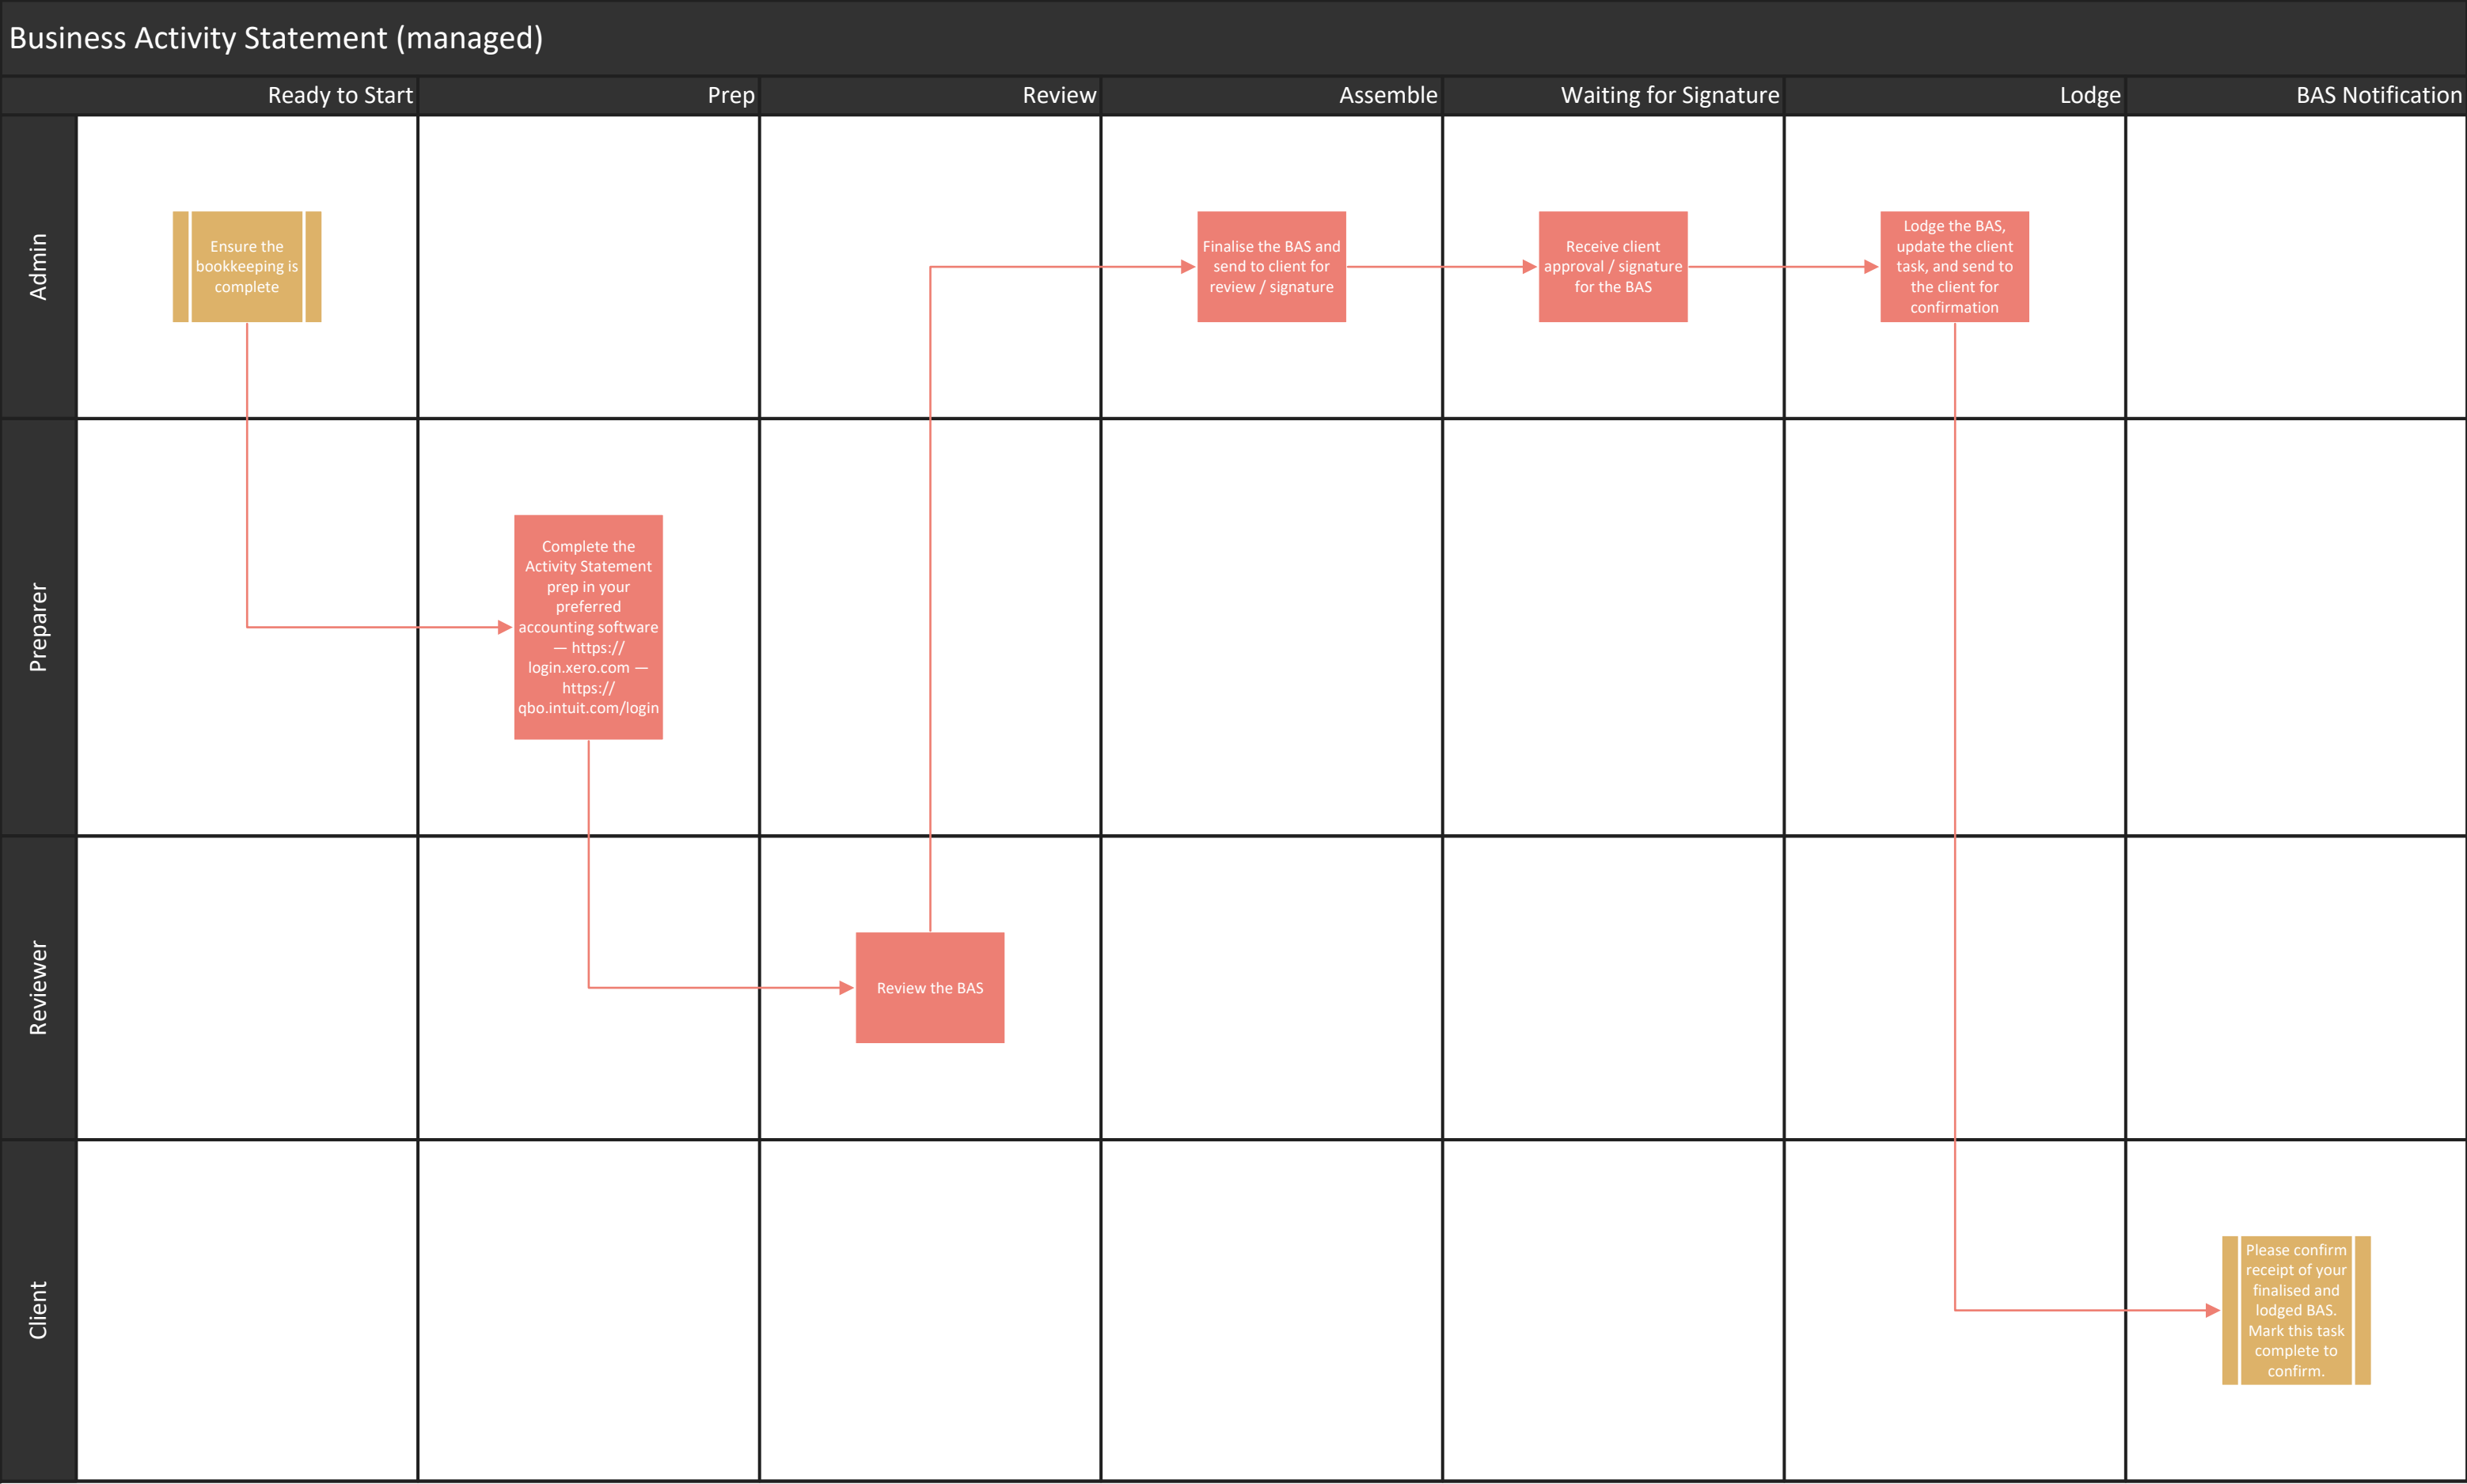 Business Activity Statement (managed)
Ready to Start
Prep
Review
Assemble
Waiting for Signature
Lodge
BAS Notification
Admin
Ensure the
bookkeeping is
complete
Finalise the BAS and
send to client for
review / signature
Receive client
approval / signature
for the BAS
Lodge the BAS,
update the client
task, and send to
the client for
confirmation
Preparer
Complete the
Activity Statement
prep in your
preferred
accounting software
— https://
login.xero.com —
https://
qbo.intuit.com/login
Reviewer
Review the BAS
Client
Please confirm
receipt of your
finalised and
lodged BAS.
Mark this task
complete to
confirm.